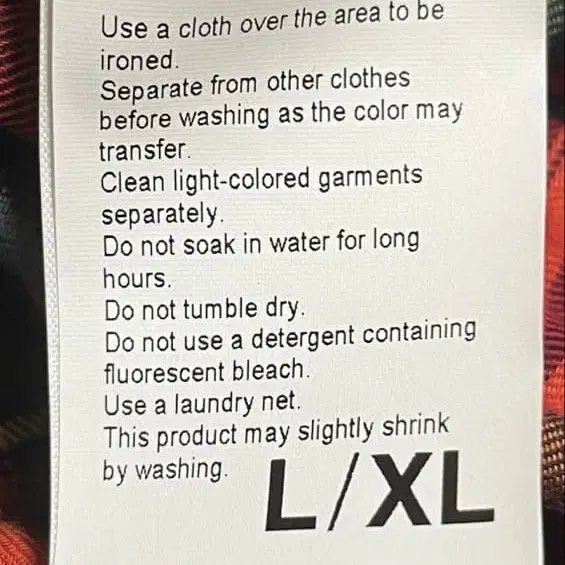 Use a cloth over the area to be
ironed.
Separate from other clothes
before washing as the color may
transfer.
Clean light-colored garments
separately.
Do not soak in water for long
hours.
Do not tumble dry.
Do not use a detergent containing
fluorescent bleach.
Use a laundry net.
This product may slightly shrink
by washing.
L/XL